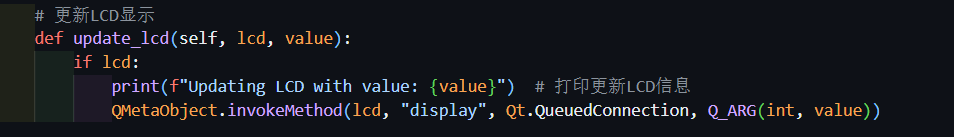 # 更新LCD显示
def update_lcd(self, lcd, value):
    if lcd:
        print(f"Updating LCD with value: {value}")  # 打印更新LCD信息
        QMetaObject.invokeMethod(lcd, "display", Qt.QueuedConnection, Q_ARG(int, value))